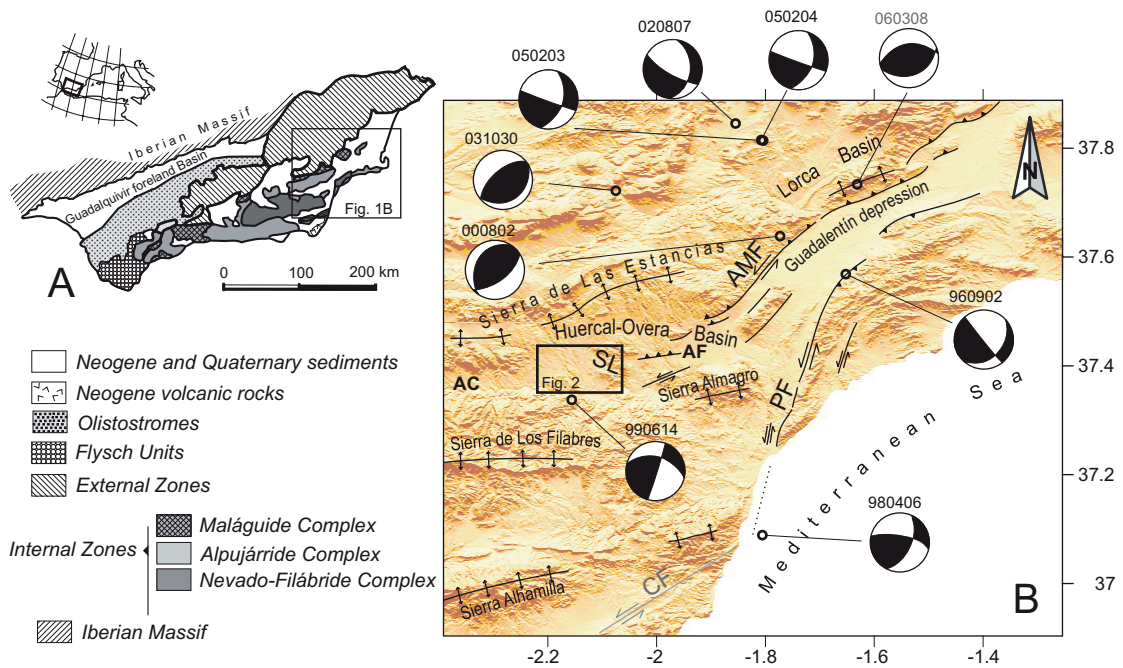 Iberian Massif
Guadalquivir foreland Basin
Fig. 1B
A
0 100 200 km
Neogene and Quaternary sediments
Neogene volcanic rocks
Olistostromes
Flysch Units
External Zones
Internal Zones
Maláguide Complex
Alpujárride Complex
Nevado-Filábride Complex
Iberian Massif
060308
020807
050204
050203
031030
000802
960902
990614
980406
N
Lorca Basin
Guadalentín depression
AMF
Sierra de Las Estancias
Huercal-Overa Basin
SL
AF
Fig. 2
AC
Sierra Almagro
PF
Sierra de Los Filabres
Mediterranean Sea
CF
Sierra Alhamilla
B
37.8
37.6
37.4
37.2
37
-2.2 -2 -1.8 -1.6 -1.4